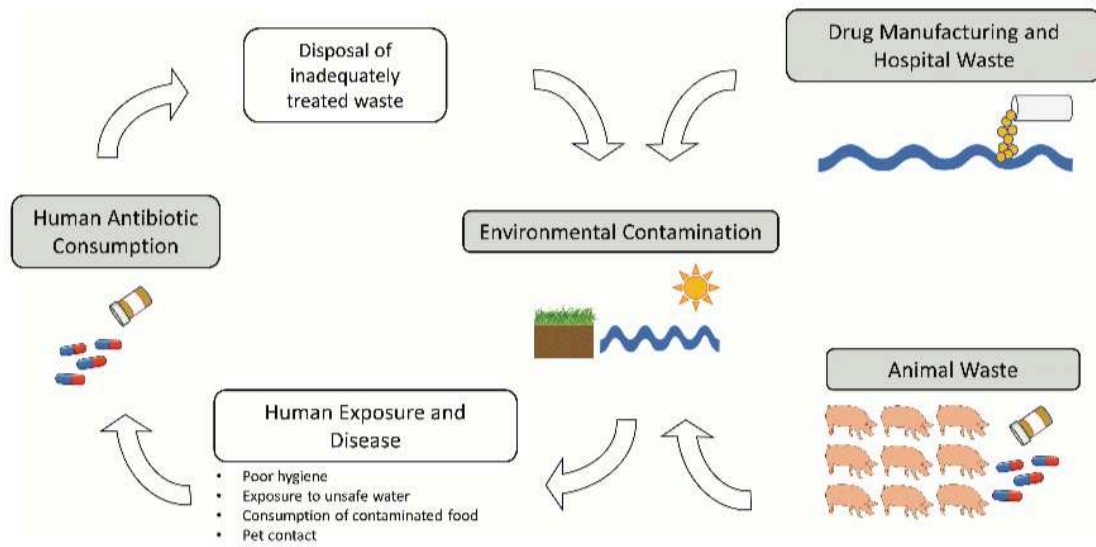 Disposal of
inadequately
treated waste
Drug Manufacturing and
Hospital Waste
Human Antibiotic
Consumption
Environmental Contamination
Animal Waste
Human Exposure and
Disease
• Poor hygiene
• Exposure to unsafe water
• Consumption of contaminated food
• Pet contact